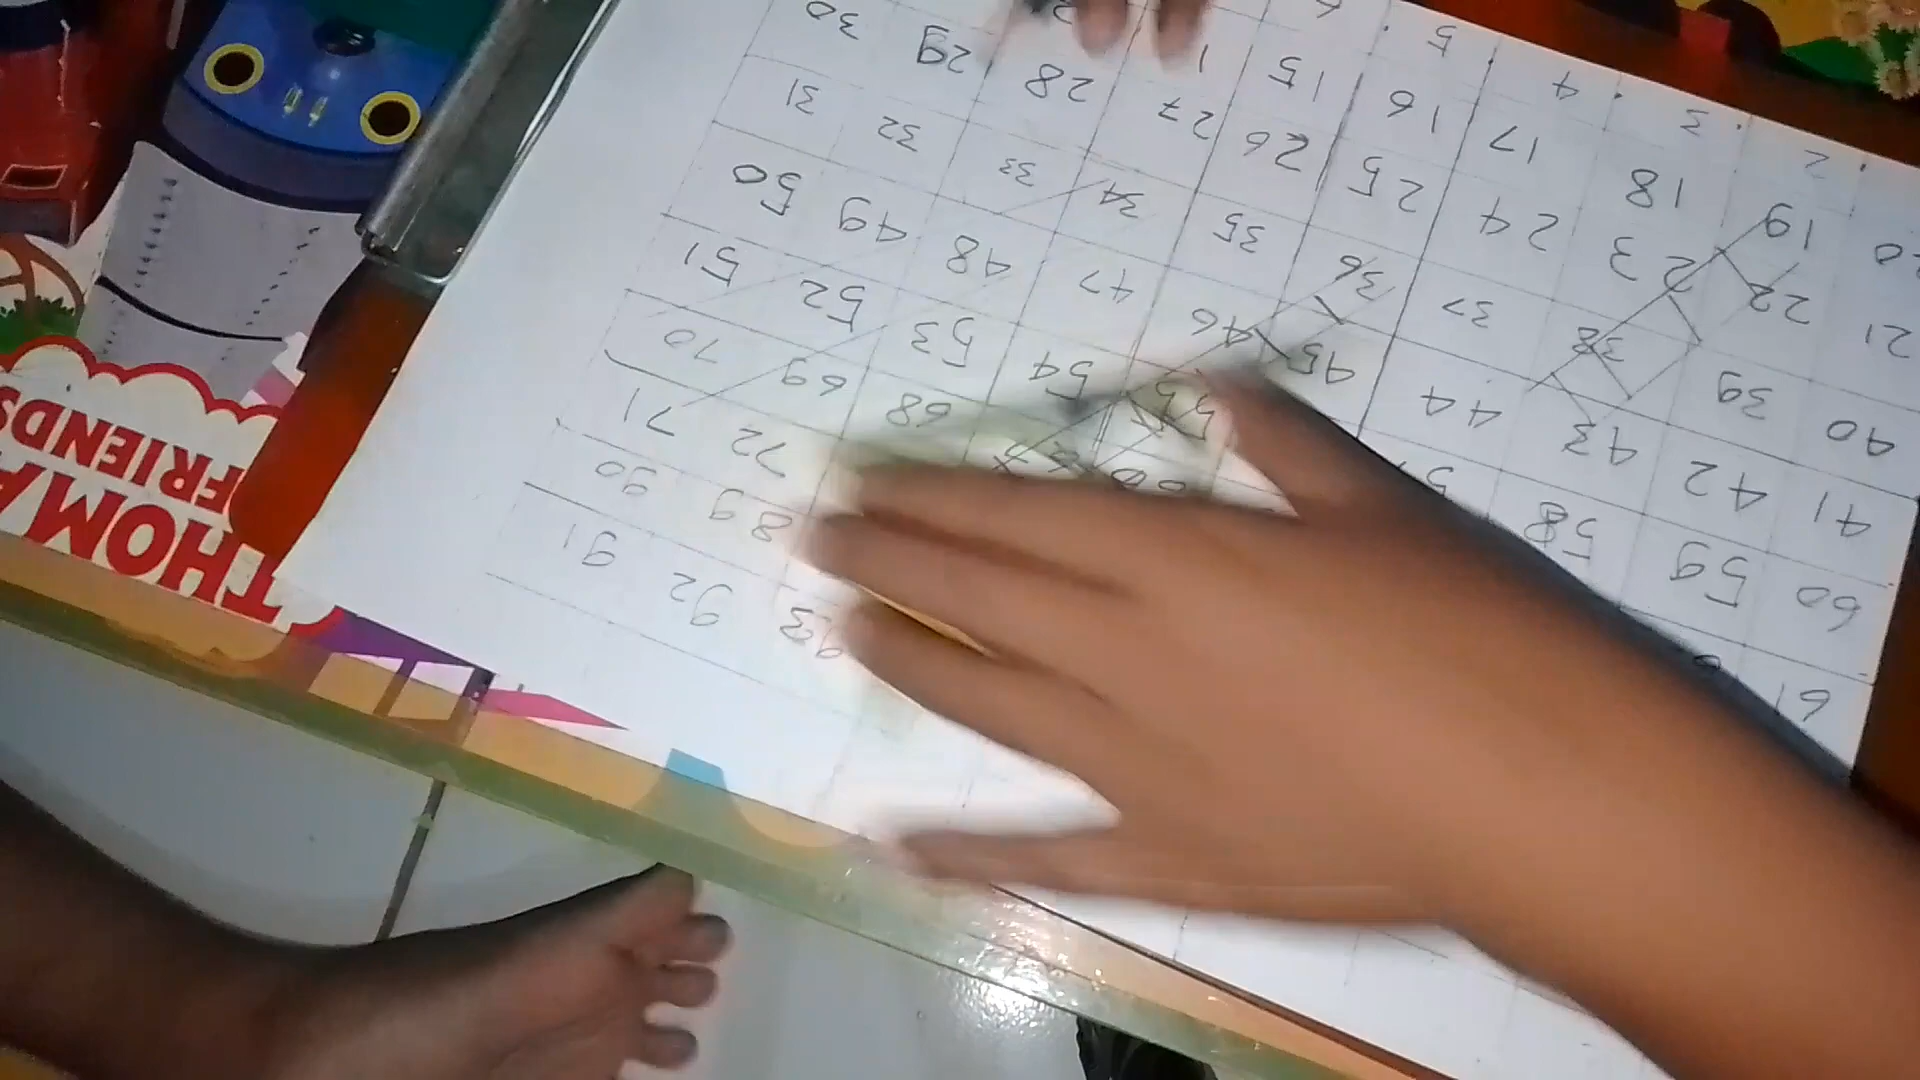 93 92 91
89 90
72 71
61 68 69 70
60 59 58 55 54 53 52 51
41 42 43 44 45 46 47 48 49 50
40 39 38 37 36 35 34 33 32 31
21 22 23 24 25 26 27 28 29 30
19 18 17 16 15
2 3 4 5
THOMA
FRIENDS